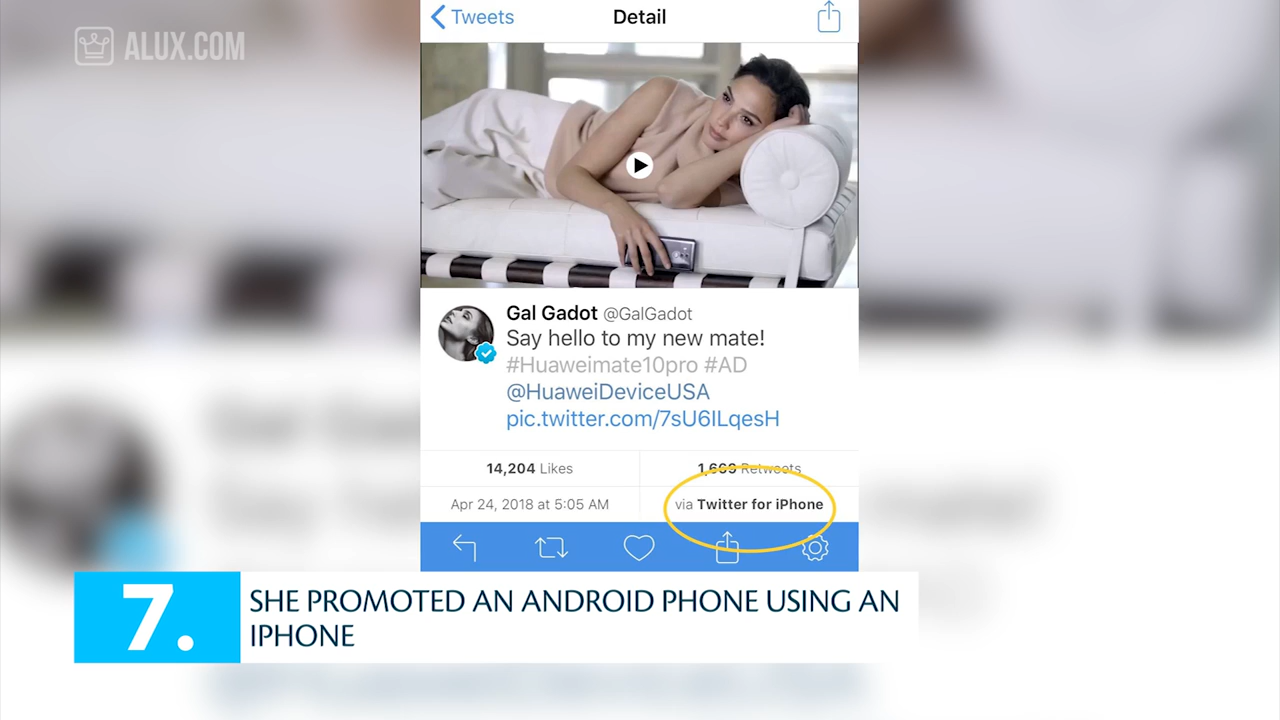 ALUX.COM
Tweets
Detail
Gal Gadot @GalGadot
Say hello to my new mate!
#Huaweimate10pro #AD
@HuaweiDeviceUSA
pic.twitter.com/7sU6ILqesH
14,204 Likes
1,669 Retweets
Apr 24, 2018 at 5:05 AM
via Twitter for iPhone
7.
SHE PROMOTED AN ANDROID PHONE USING AN
IPHONE